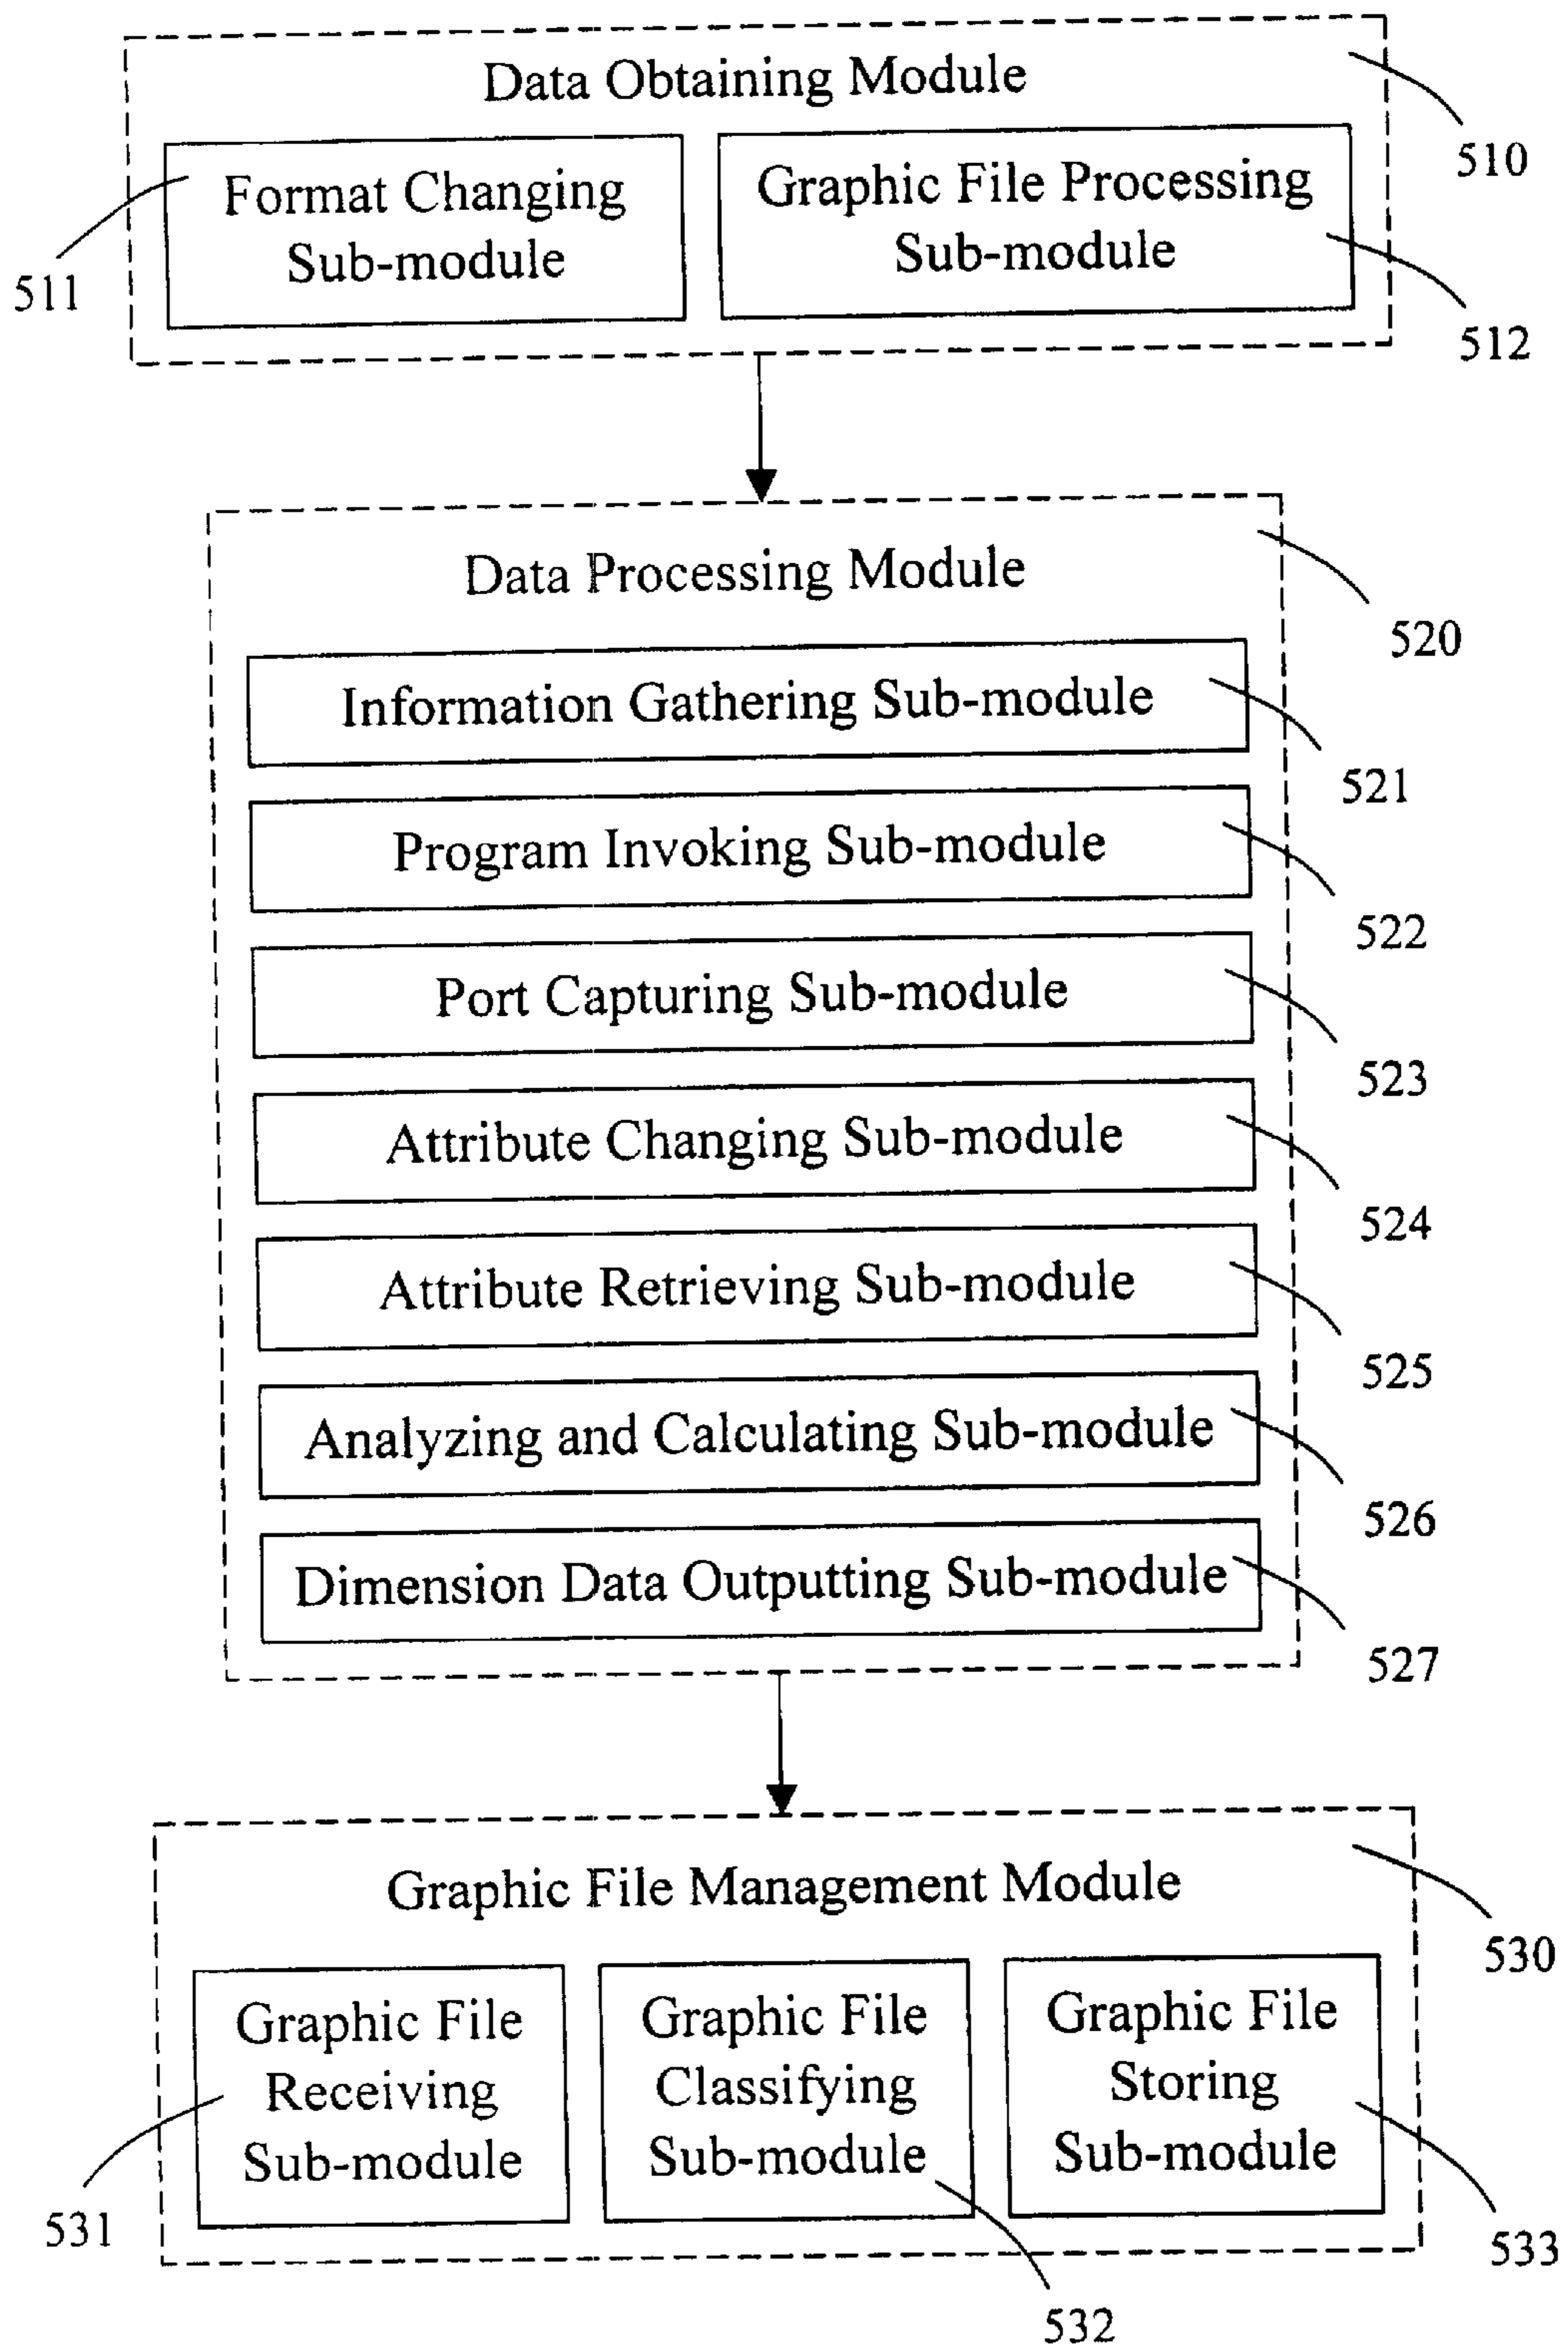 Data Obtaining Module
510
Format Changing
Sub-module
511
Graphic File Processing
Sub-module
512
Data Processing Module
520
Information Gathering Sub-module
521
Program Invoking Sub-module
522
Port Capturing Sub-module
523
Attribute Changing Sub-module
524
Attribute Retrieving Sub-module
525
Analyzing and Calculating Sub-module
526
Dimension Data Outputting Sub-module
527
Graphic File Management Module
530
Graphic File
Receiving
Sub-module
531
Graphic File
Classifying
Sub-module
532
Graphic File
Storing
Sub-module
533